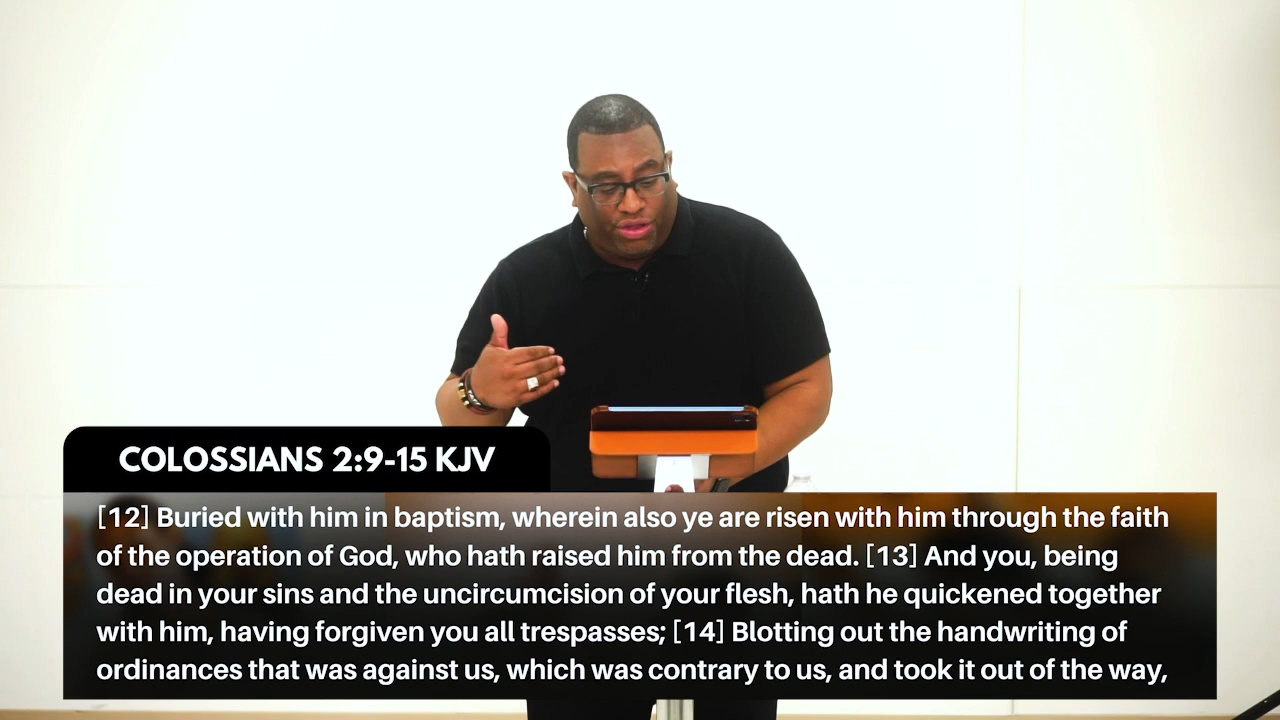 COLOSSIANS 2:9-15 KJV
[12] Buried with him in baptism, wherein also ye are risen with him through the faith
of the operation of God, who hath raised him from the dead. [13] And you, being
dead in your sins and the uncircumcision of your flesh, hath he quickened together
with him, having forgiven you all trespasses; [14] Blotting out the handwriting of
ordinances that was against us, which was contrary to us, and took it out of the way,